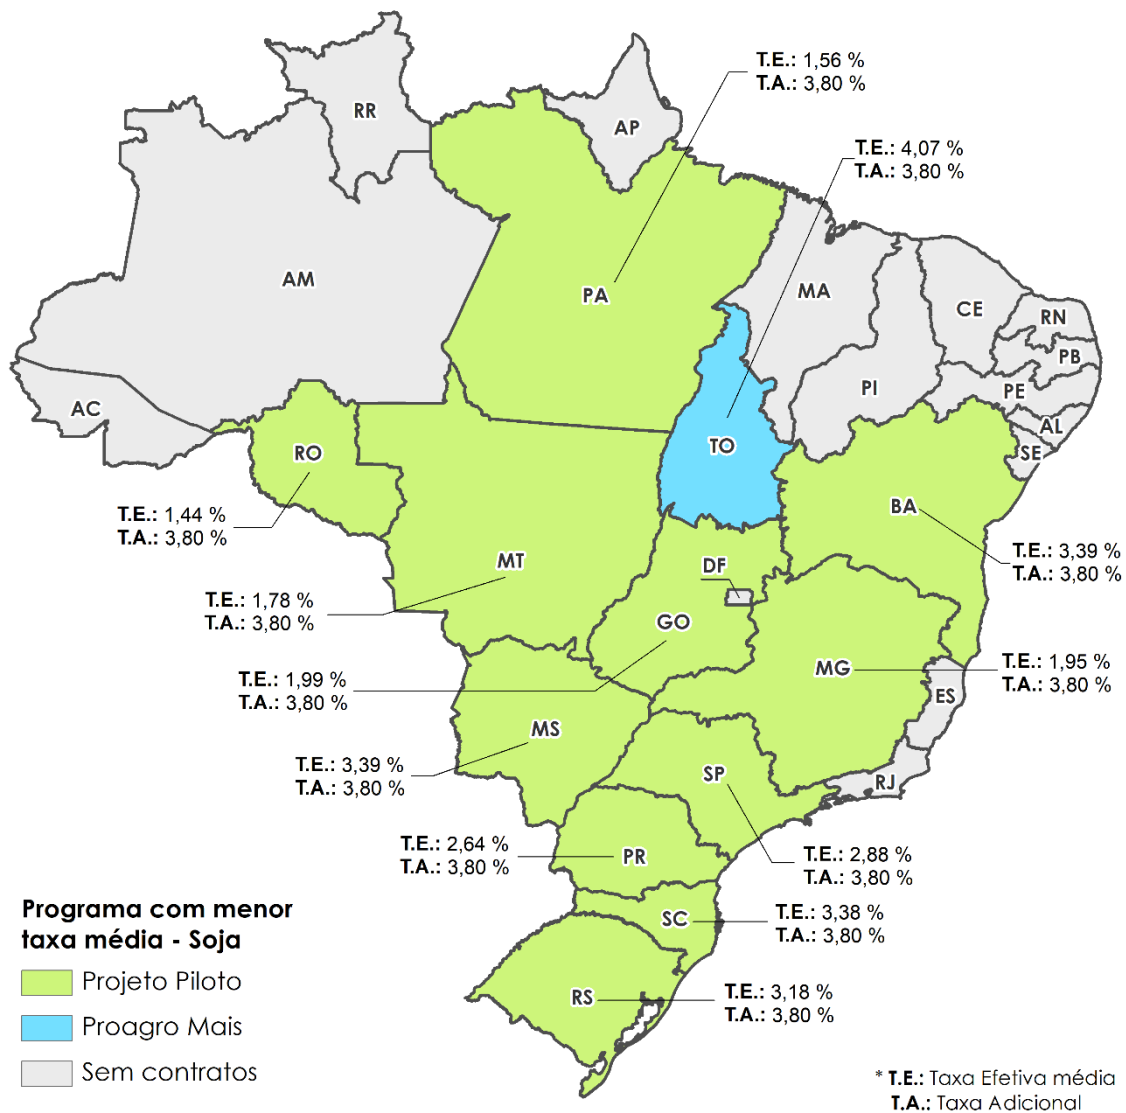 T.E.: 1,56 %
T.A.: 3,80 %
RR
AP
T.E.: 4,07 %
T.A.: 3,80 %
AM
PA
MA
CE
RN
PB
PI
PE
AL
SE
AC
TO
RO
BA
T.E.: 1,44 %
T.A.: 3,80 %
T.E.: 3,39 %
T.A.: 3,80 %
MT
DF
T.E.: 1,78 %
T.A.: 3,80 %
GO
MG
T.E.: 1,95 %
T.A.: 3,80 %
T.E.: 1,99 %
T.A.: 3,80 %
ES
MS
T.E.: 3,39 %
T.A.: 3,80 %
SP
RJ
T.E.: 2,64 %
T.A.: 3,80 %
PR
T.E.: 2,88 %
T.A.: 3,80 %
SC
T.E.: 3,38 %
T.A.: 3,80 %
RS
T.E.: 3,18 %
T.A.: 3,80 %
Programa com menor
taxa média - Soja
Projeto Piloto
Proagro Mais
Sem contratos
* T.E.: Taxa Efetiva média
T.A.: Taxa Adicional